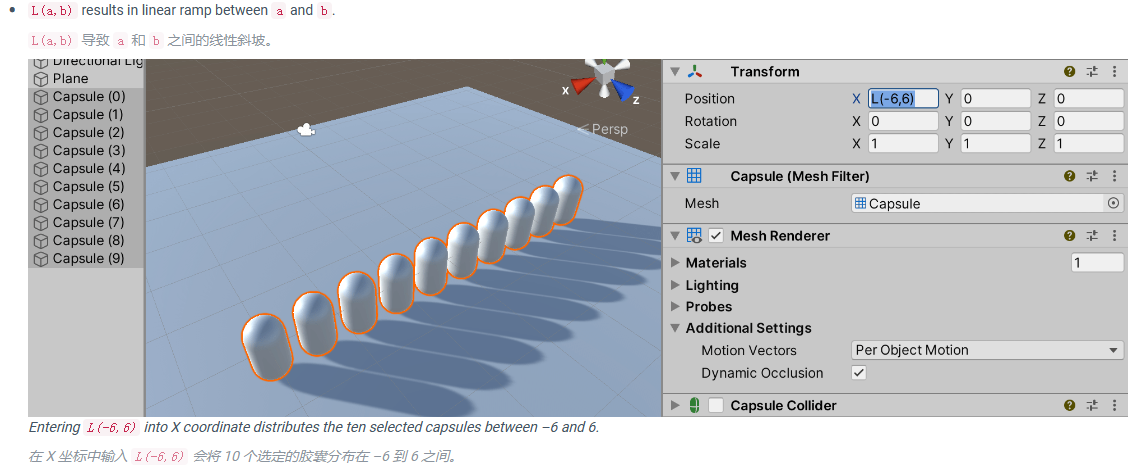 L(a,b) results in linear ramp between a and b.
L(a,b) 导致 a 和 b 之间的线性斜坡。
Directional Lig
Plane
Capsule (0)
Capsule (1)
Capsule (2)
Capsule (3)
Capsule (4)
Capsule (5)
Capsule (6)
Capsule (7)
Capsule (8)
Capsule (9)
x
z
Persp
Transform
Position X L(-6,6) Y 0 Z 0
Rotation X 0 Y 0 Z 0
Scale X 1 Y 1 Z 1
Capsule (Mesh Filter)
Mesh Capsule
Mesh Renderer
Materials 1
Lighting
Probes
Additional Settings
Motion Vectors Per Object Motion
Dynamic Occlusion
Capsule Collider
Entering L(-6,6) into X coordinate distributes the ten selected capsules between −6 and 6.
在 X 坐标中输入 L(-6,6) 会将 10 个选定的胶囊分布在 −6 到 6 之间。